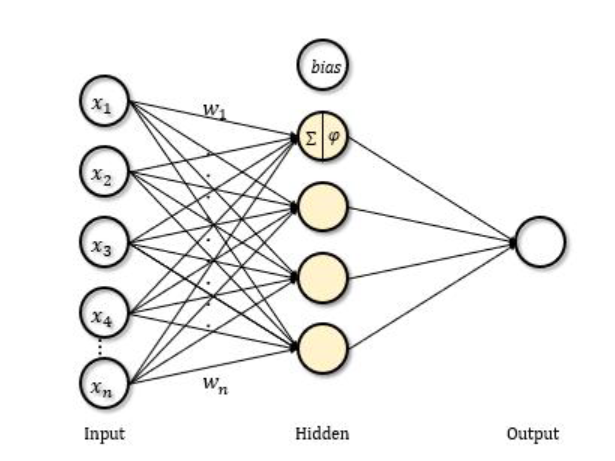 bias
x₁
w₁
Σ φ
x₂
x₃
x₄
xₙ
wₙ
Input
Hidden
Output